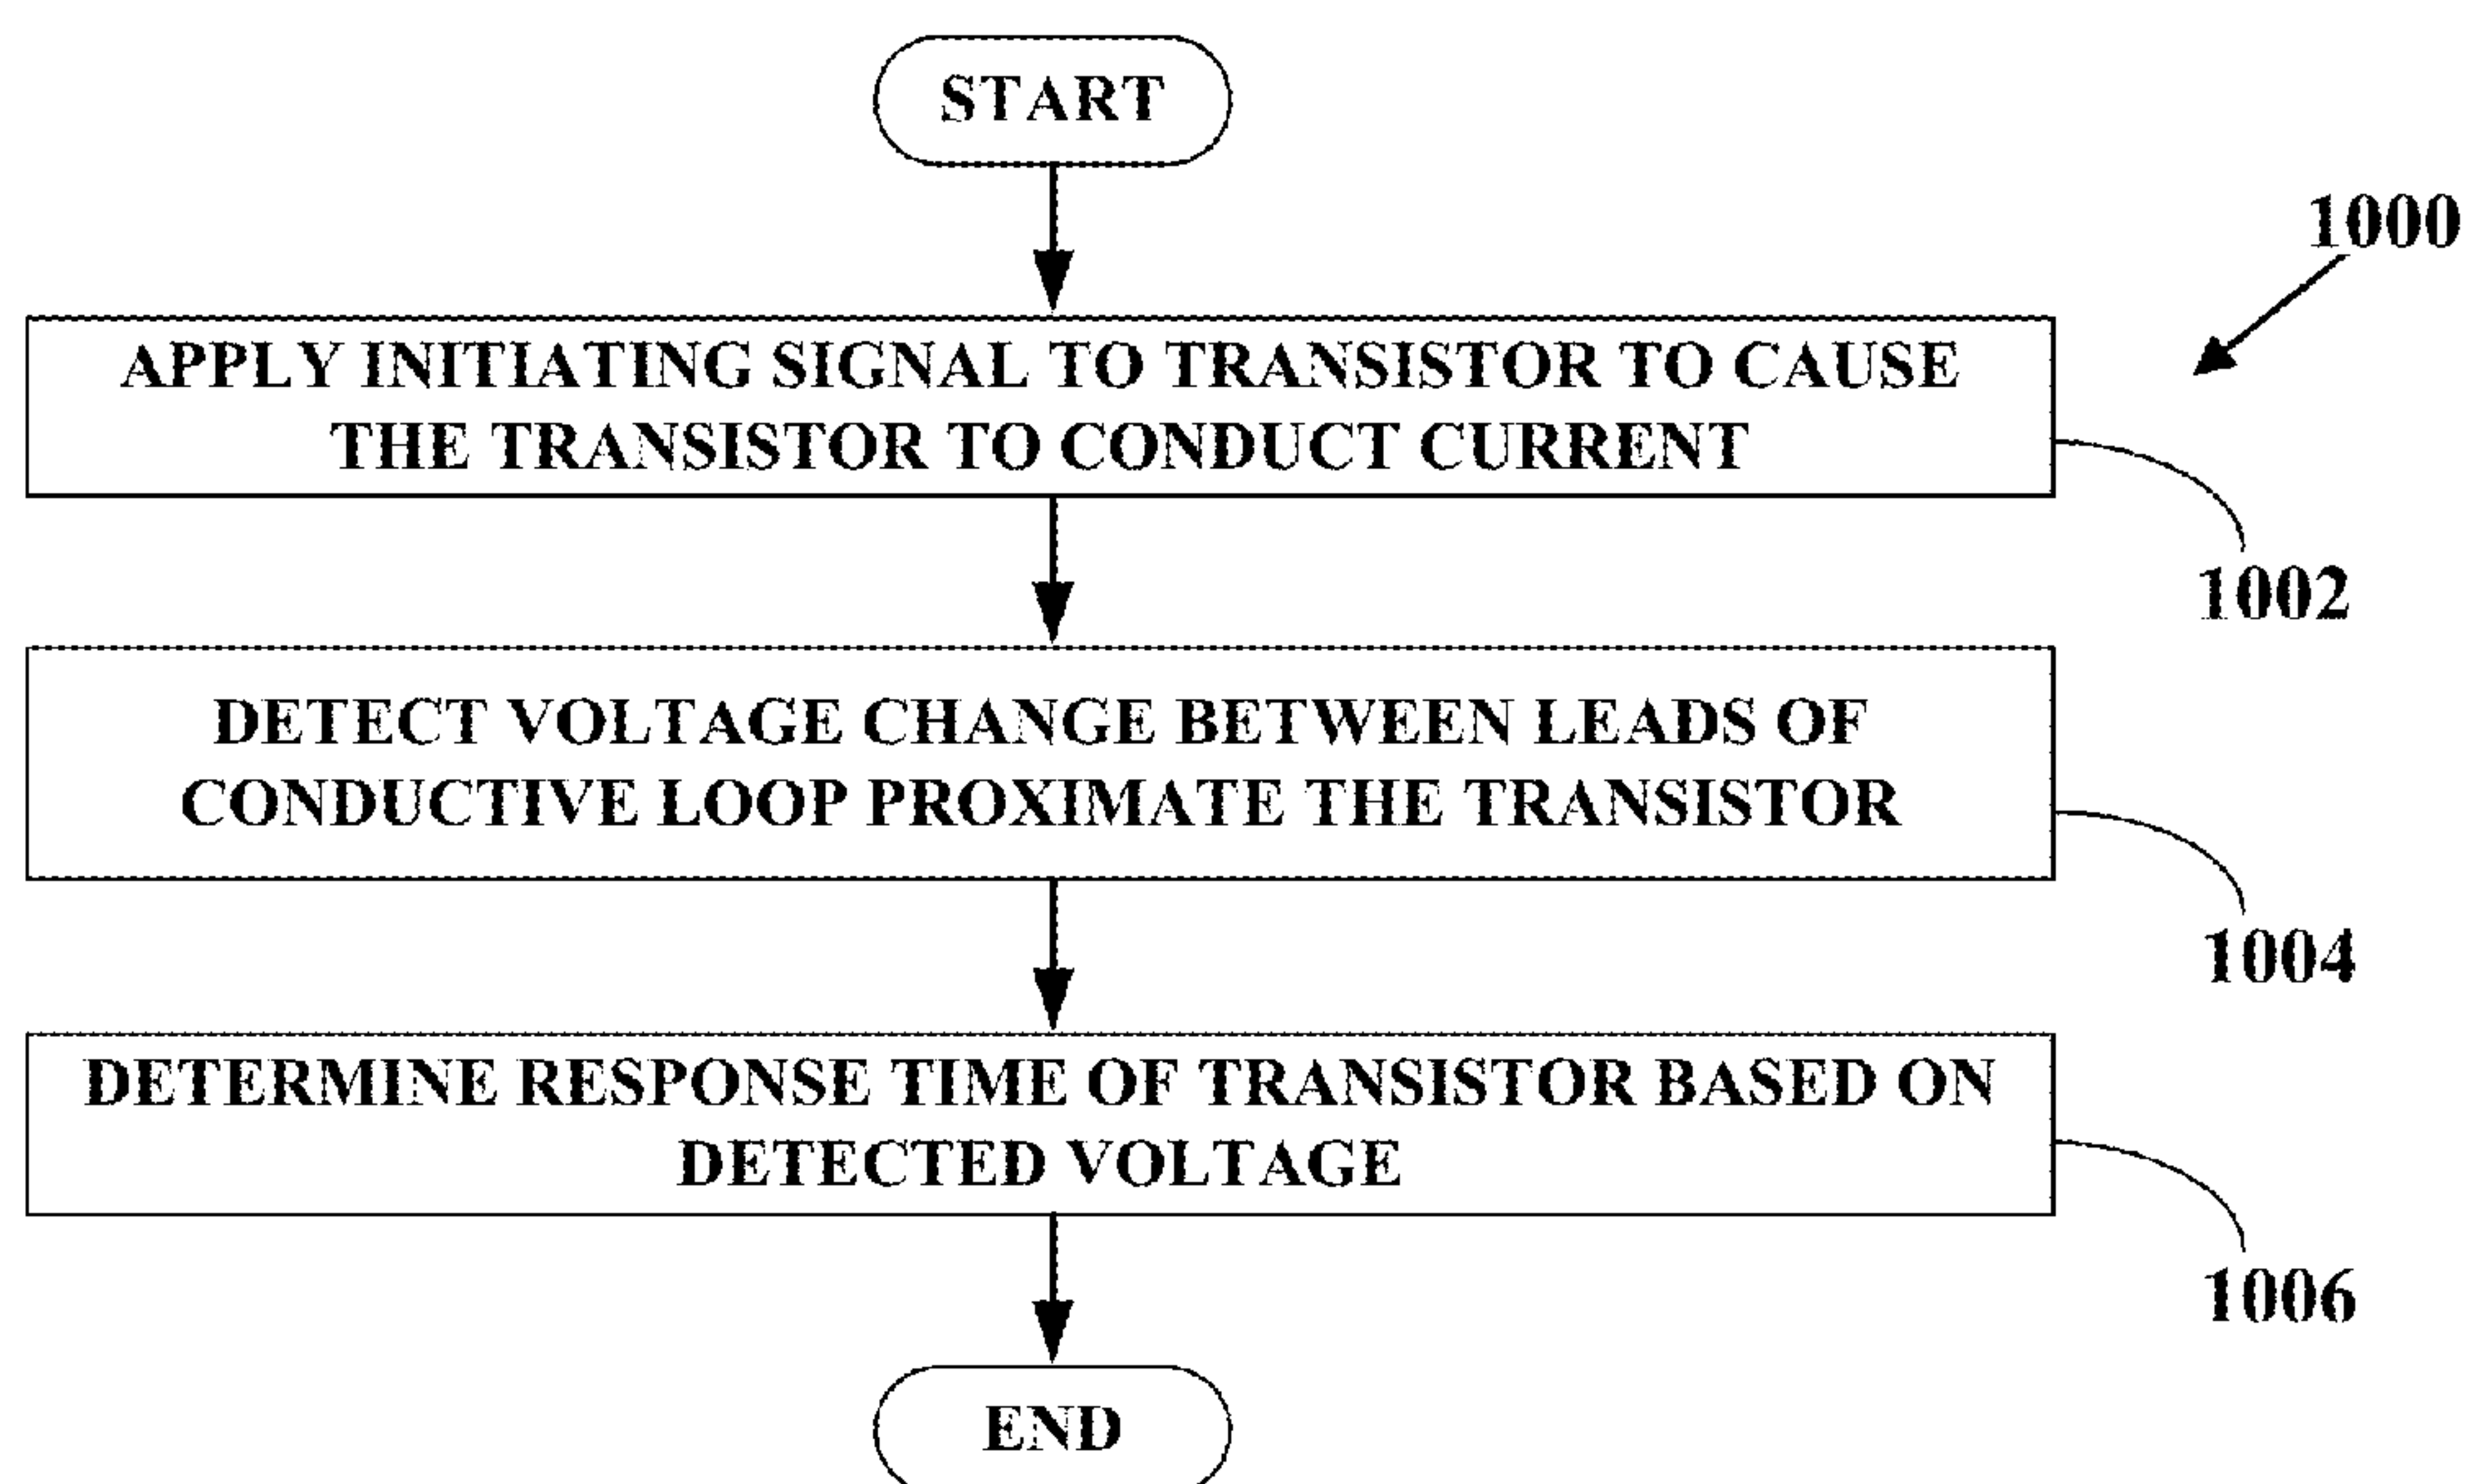 START
1000
APPLY INITIATING SIGNAL TO TRANSISTOR TO CAUSE
THE TRANSISTOR TO CONDUCT CURRENT
1002
DETECT VOLTAGE CHANGE BETWEEN LEADS OF
CONDUCTIVE LOOP PROXIMATE THE TRANSISTOR
1004
DETERMINE RESPONSE TIME OF TRANSISTOR BASED ON
DETECTED VOLTAGE
1006
END